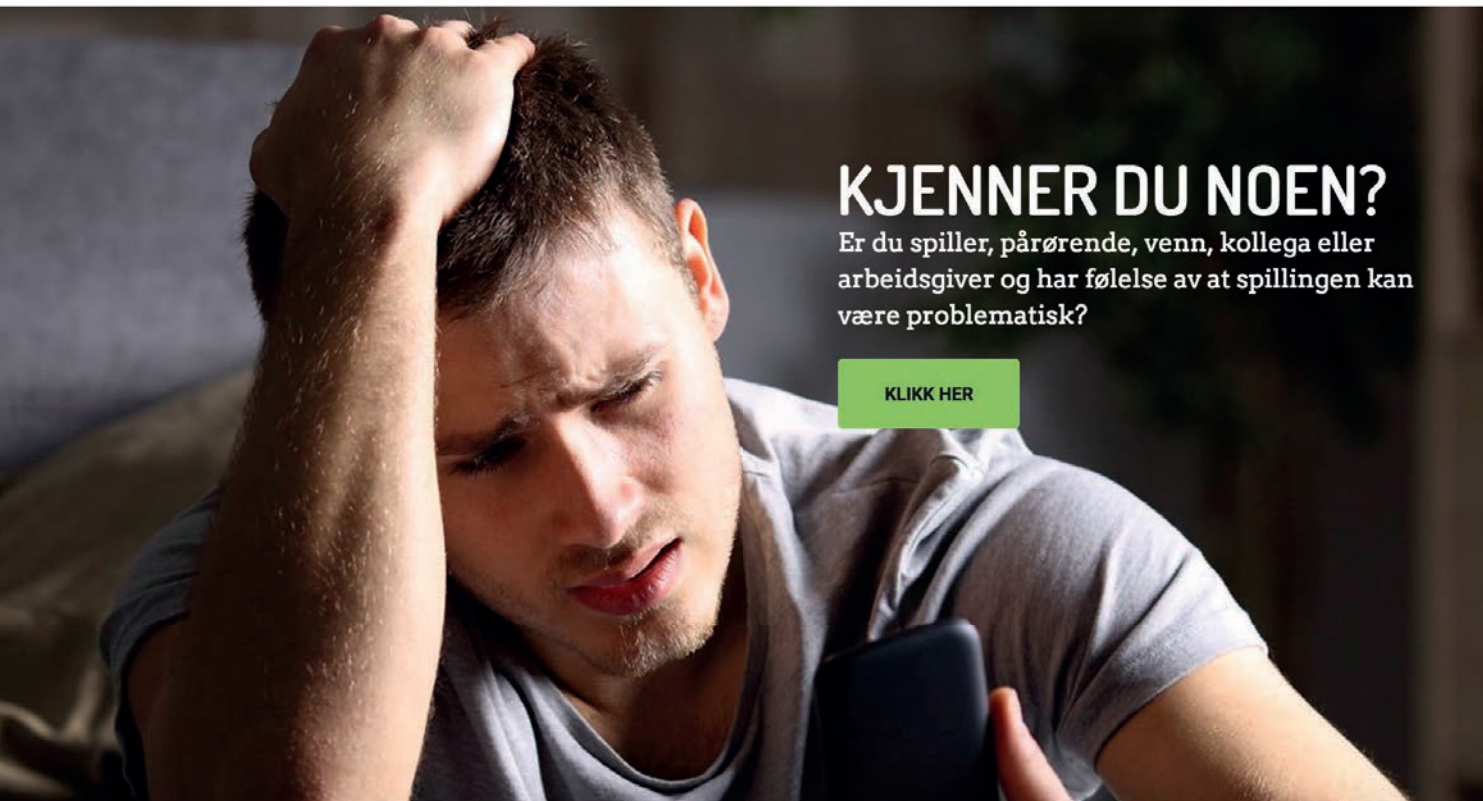 KJENNER DU NOEN?
Er du spiller, pårørende, venn, kollega eller
arbeidsgiver og har følelse av at spillingen kan
være problematisk?
KLIKK HER